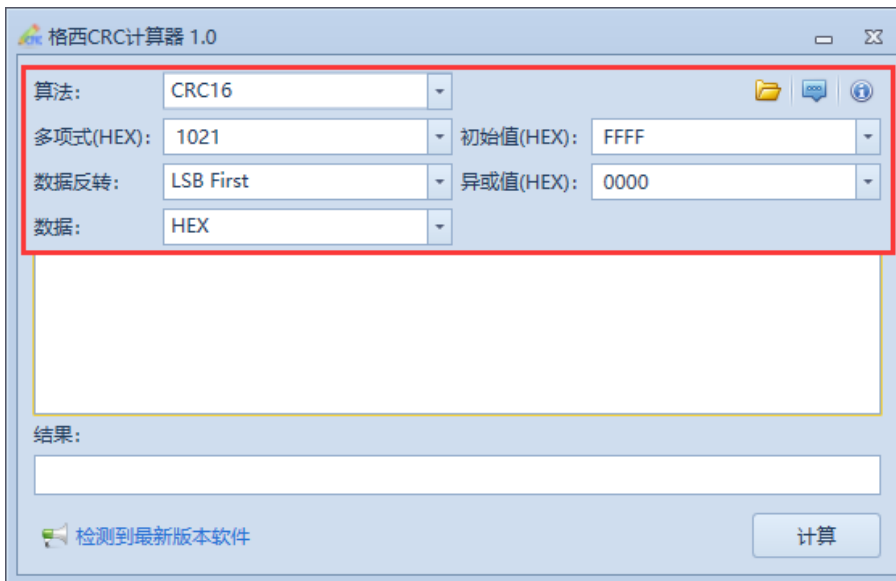 格西CRC计算器 1.0
算法: CRC16
多项式(HEX): 1021 初始值(HEX): FFFF
数据反转: LSB First 异或值(HEX): 0000
数据: HEX
结果:
检测到最新版本软件 计算